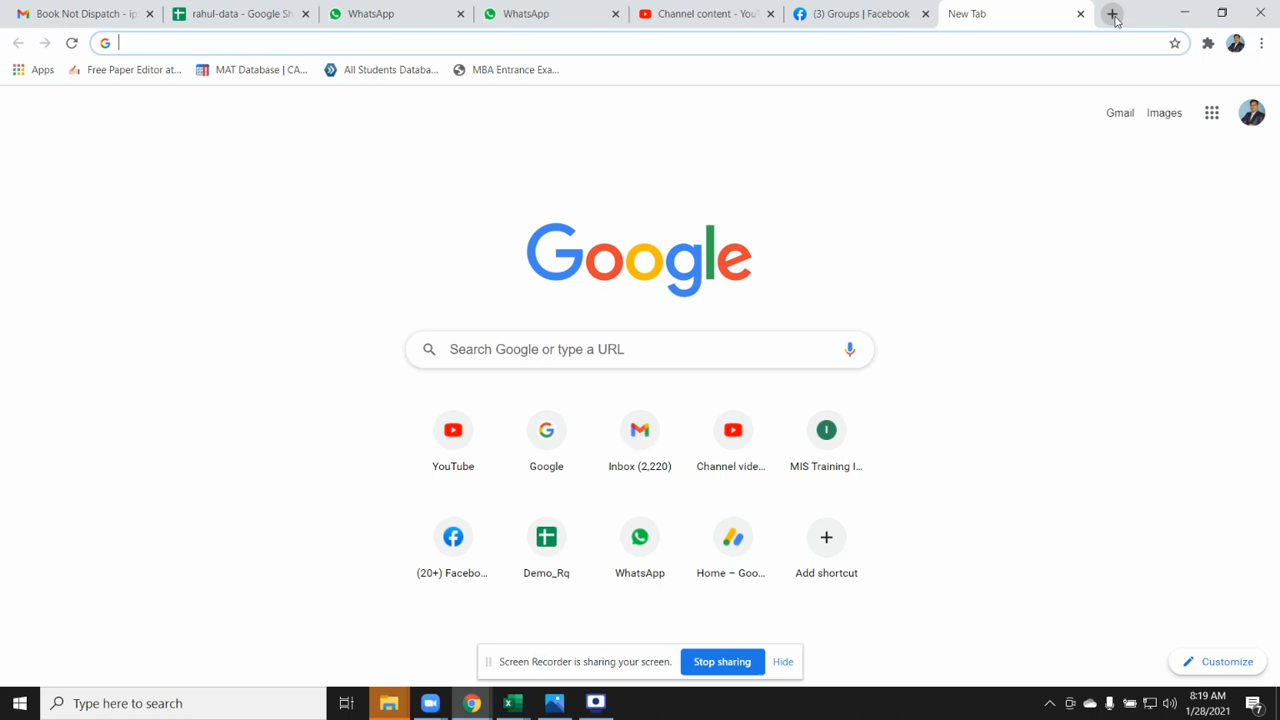 Book Not Dispatch - ip
rahul-data - Google Sh
WhatsApp
WhatsApp
Channel content - You
(3) Groups | Facebook
New Tab
Apps
Free Paper Editor at...
MAT Database | CA...
All Students Databa...
MBA Entrance Exa...
Gmail
Images
Google
Search Google or type a URL
YouTube
Google
Inbox (2,220)
Channel vide...
MIS Training I...
(20+) Facebo...
Demo_Rq
WhatsApp
Home – Goo...
Add shortcut
Screen Recorder is sharing your screen.
Stop sharing
Hide
Customize
Type here to search
8:19 AM
1/28/2021
7